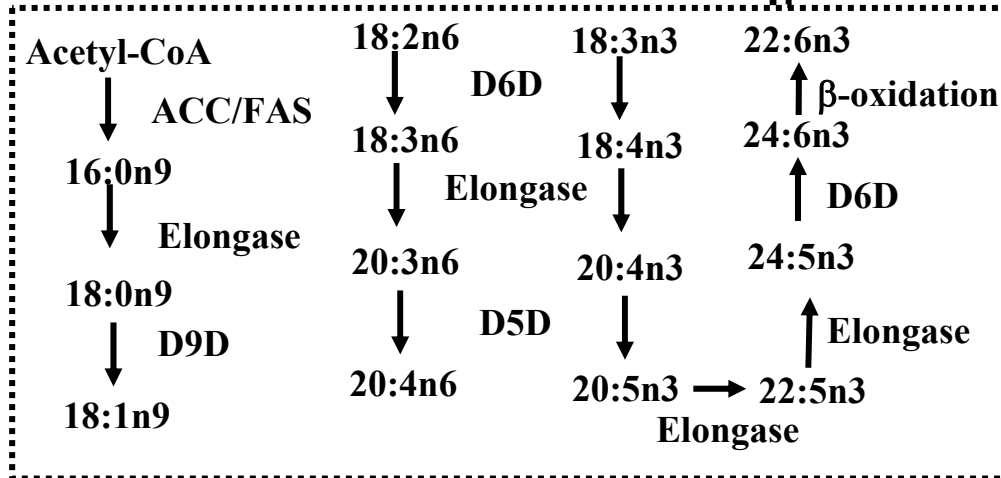 Acetyl-CoA
ACC/FAS
16:0n9
Elongase
18:0n9
D9D
18:1n9
18:2n6
D6D
18:3n6
Elongase
20:3n6
D5D
20:4n6
18:3n3
18:4n3
20:4n3
20:5n3
Elongase
22:5n3
Elongase
24:5n3
D6D
24:6n3
β-oxidation
22:6n3